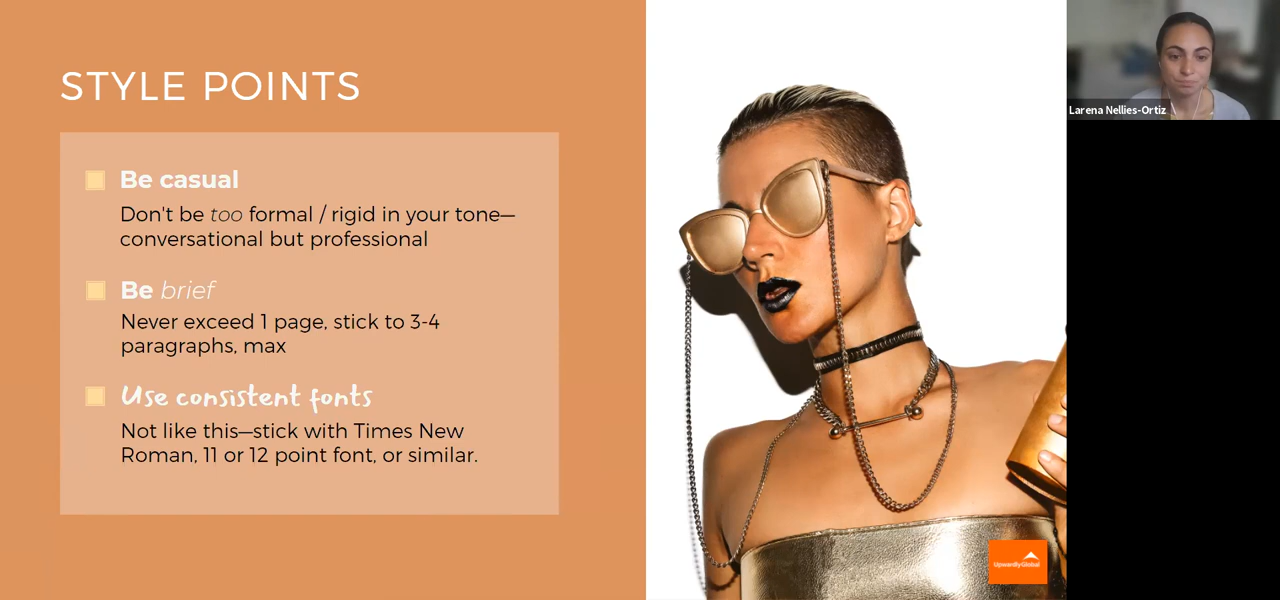 STYLE POINTS
Be casual
Don't be too formal / rigid in your tone—
conversational but professional
Be brief
Never exceed 1 page, stick to 3-4
paragraphs, max
Use consistent fonts
Not like this—stick with Times New
Roman, 11 or 12 point font, or similar.
Larena Nellies-Ortiz
UpwardlyGlobal